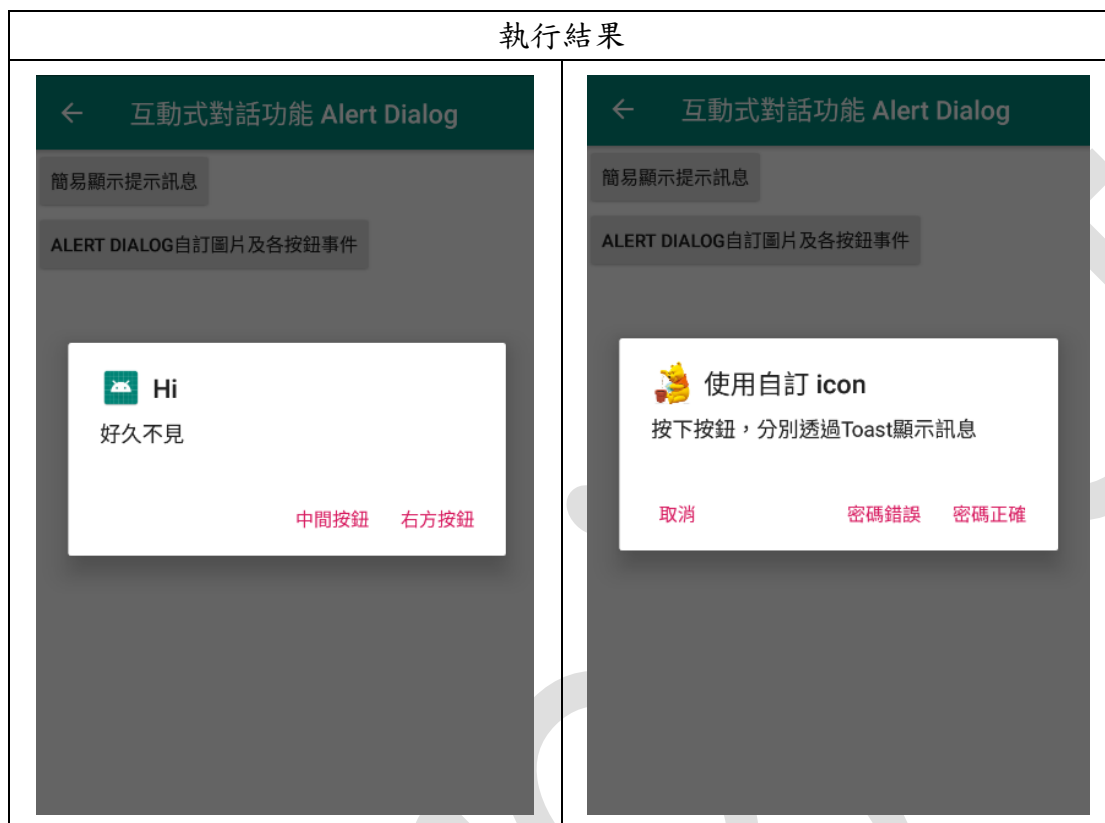 執行結果
互動式對話功能 Alert Dialog
簡易顯示提示訊息
ALERT DIALOG自訂圖片及各按鈕事件
Hi
好久不見
中間按鈕 右方按鈕
互動式對話功能 Alert Dialog
簡易顯示提示訊息
ALERT DIALOG自訂圖片及各按鈕事件
使用自訂 icon
按下按鈕，分別透過Toast顯示訊息
取消 密碼錯誤 密碼正確